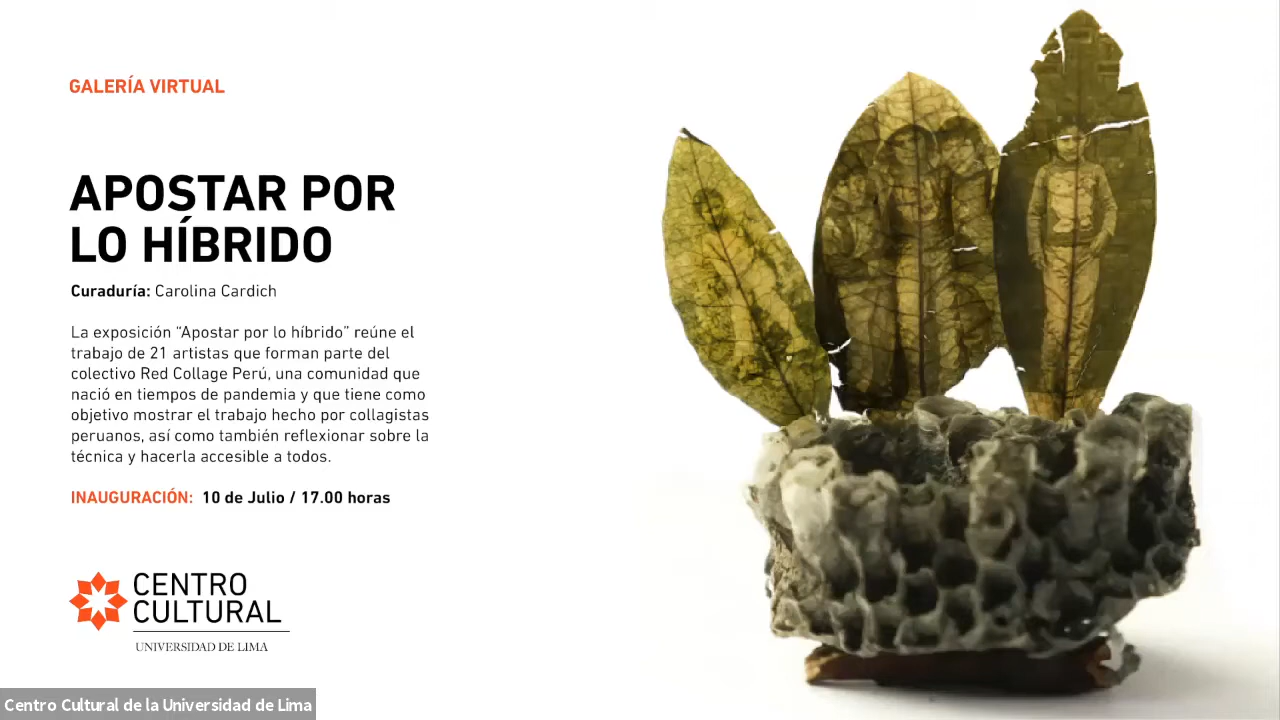 GALERÍA VIRTUAL
APOSTAR POR
LO HÍBRIDO
Curaduría: Carolina Cardich
La exposición “Apostar por lo híbrido” reúne el
trabajo de 21 artistas que forman parte del
colectivo Red Collage Perú, una comunidad que
nació en tiempos de pandemia y que tiene como
objetivo mostrar el trabajo hecho por collagistas
peruanos, así como también reflexionar sobre la
técnica y hacerla accesible a todos.
INAUGURACIÓN: 10 de Julio / 17.00 horas
CENTRO
CULTURAL
UNIVERSIDAD DE LIMA
Centro Cultural de la Universidad de Lima